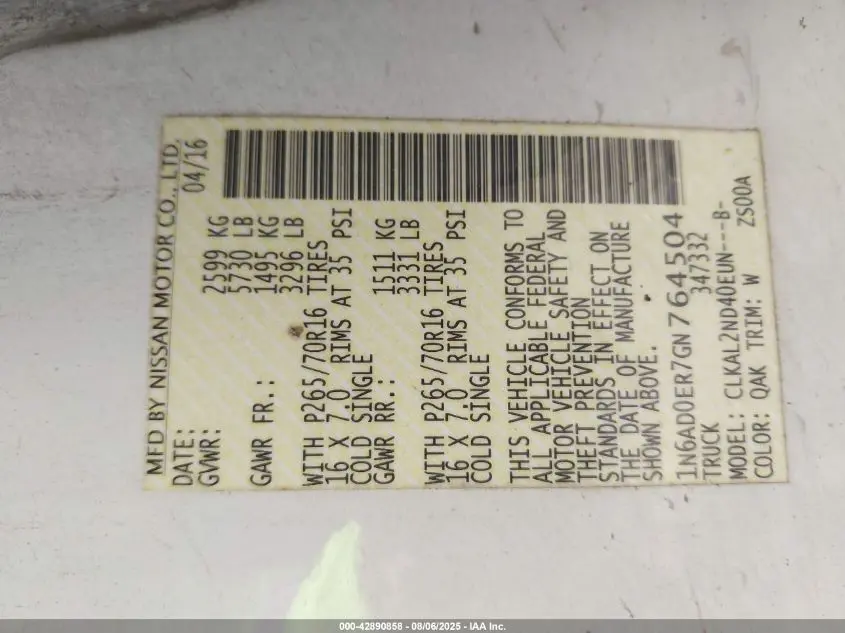 MFD BY NISSAN MOTOR CO., LTD.
DATE: 04/16
GVWR: 2599 KG
5730 LB
GAWR FR.: 1495 KG
3296 LB
WITH P265/70R16 TIRES
16 X 7.0 RIMS AT 35 PSI
COLD SINGLE
GAWR RR.: 1511 KG
3331 LB
WITH P265/70R16 TIRES
16 X 7.0 RIMS AT 35 PSI
COLD SINGLE
THIS VEHICLE CONFORMS TO
ALL APPLICABLE FEDERAL
MOTOR VEHICLE SAFETY AND
THEFT PREVENTION
STANDARDS IN EFFECT ON
THE DATE OF MANUFACTURE
SHOWN ABOVE.
1N6AD0ER7GN764504
TRUCK 347332
MODEL: CLKAL2ND40EUN---B-
COLOR: QAK TRIM: W ZS00A
000-42890858 - 08/06/2025 - IAA Inc.